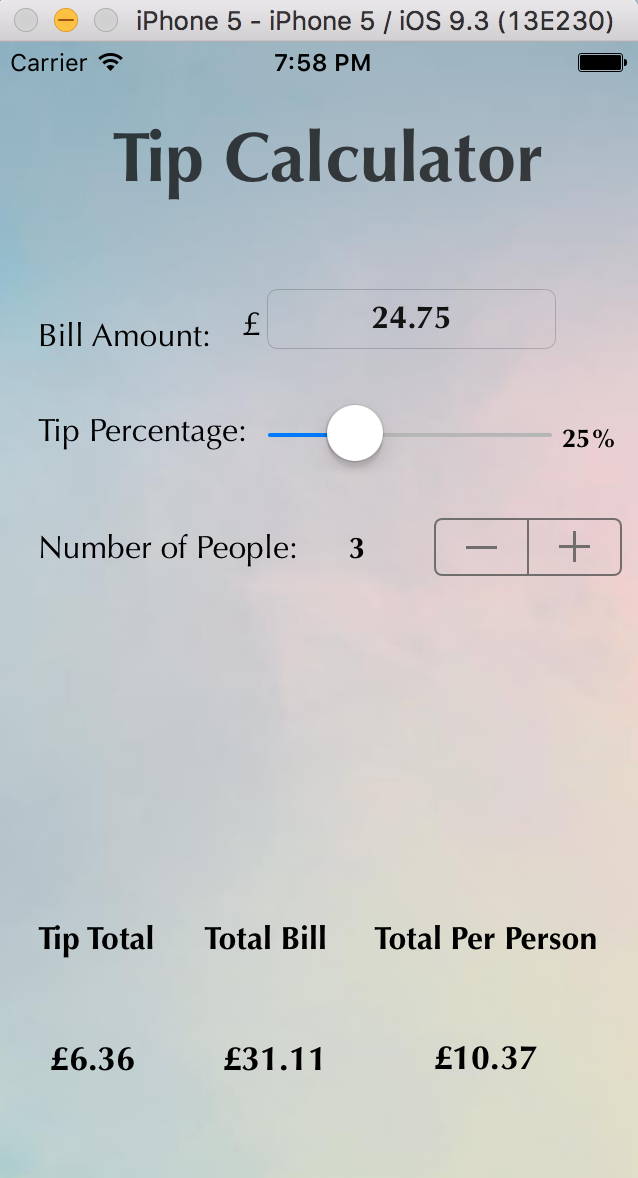 iPhone 5 - iPhone 5 / iOS 9.3 (13E230)
Carrier 7:58 PM
Tip Calculator
Bill Amount: £ 24.75
Tip Percentage: 25%
Number of People: 3 − +
Tip Total Total Bill Total Per Person
£6.36 £31.11 £10.37